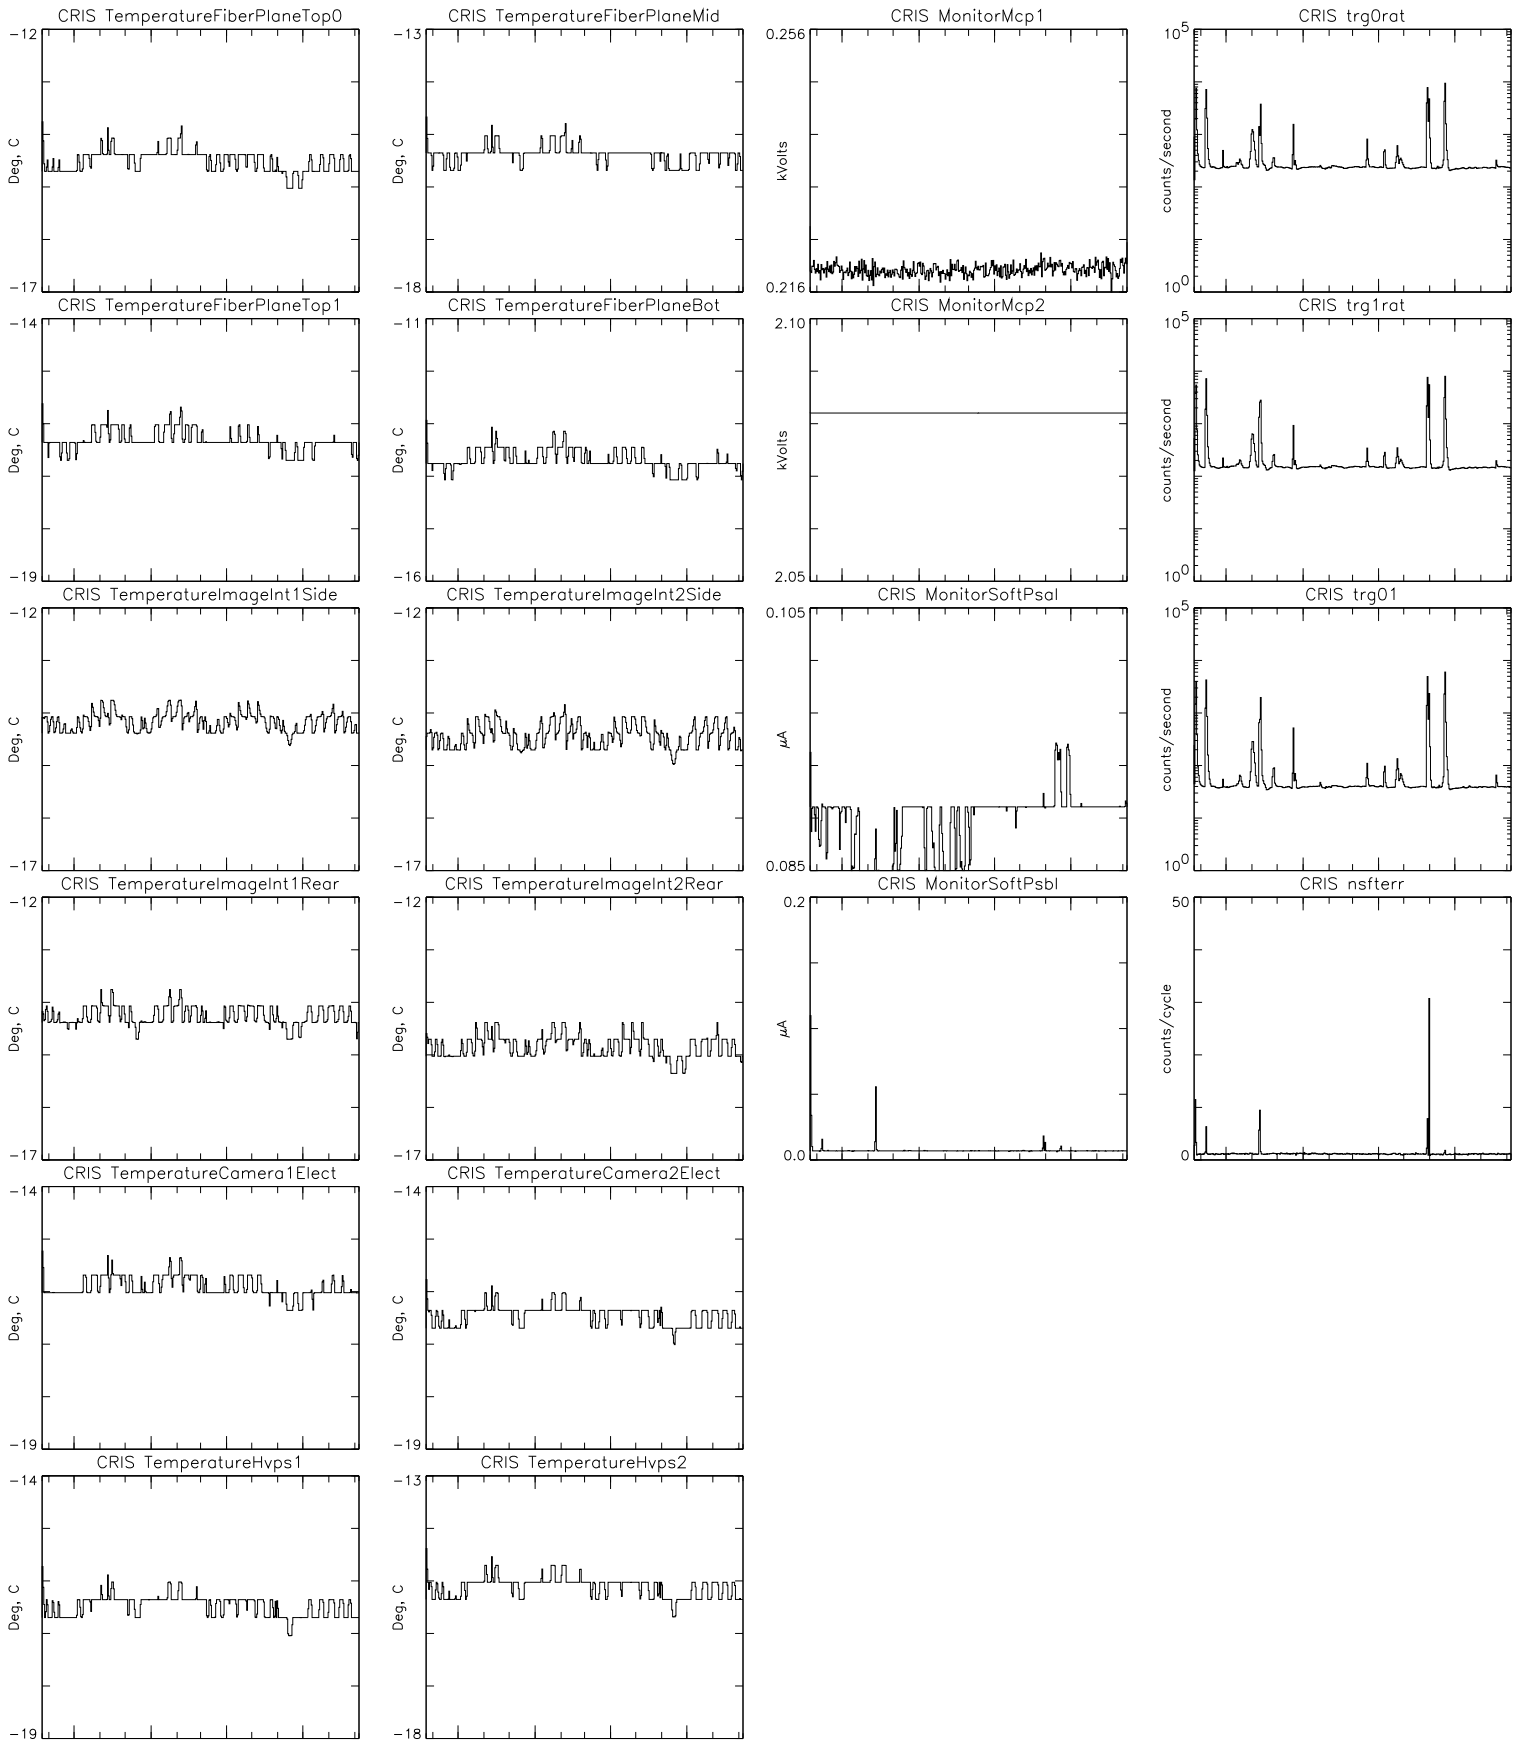 CRIS TemperatureFiberPlaneTop0
-12
Deg, C
-17
CRIS TemperatureFiberPlaneMid
-13
Deg, C
-18
CRIS MonitorMcp1
0.256
kVolts
0.216
CRIS trg0rat
10^5
counts/second
10^0
CRIS TemperatureFiberPlaneTop1
-14
Deg, C
-19
CRIS TemperatureFiberPlaneBot
-11
Deg, C
-16
CRIS MonitorMcp2
2.10
kVolts
2.05
CRIS trg1rat
10^5
counts/second
10^0
CRIS TemperatureImageInt1Side
-12
Deg, C
-17
CRIS TemperatureImageInt2Side
-12
Deg, C
-17
CRIS MonitorSoftPsaI
0.105
μA
0.085
CRIS trg01
10^5
counts/second
10^0
CRIS TemperatureImageInt1Rear
-12
Deg, C
-17
CRIS TemperatureImageInt2Rear
-12
Deg, C
-17
CRIS MonitorSoftPsbI
0.2
μA
0.0
CRIS nsfterr
50
counts/cycle
0
CRIS TemperatureCamera1Elect
-14
Deg, C
-19
CRIS TemperatureCamera2Elect
-14
Deg, C
-19
CRIS TemperatureHvps1
-14
Deg, C
-19
CRIS TemperatureHvps2
-13
Deg, C
-18